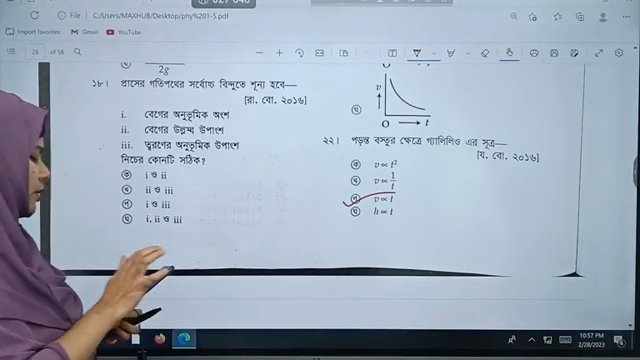 File
C:/Users/MAXHUB/Desktop/phy%201-5.pdf
Import favorites
Gmail
YouTube
26 of 58
2g
১৮। প্রাসের গতিপথের সর্বোচ্চ বিন্দুতে শূন্য হবে—
[রা. বো. ২০১৬]
i. বেগের অনুভূমিক অংশ
ii. বেগের উল্লম্ব উপাংশ
iii. ত্বরণের অনুভূমিক উপাংশ
নিচের কোনটি সঠিক?
ক i ও ii
খ ii ও iii
গ i ও iii
ঘ i, ii ও iii
v
ঘ
O t
২২। পড়ন্ত বস্তুর ক্ষেত্রে গ্যালিলিও এর সূত্র—
[য. বো. ২০১৬]
ক v ∝ t²
খ v ∝ 1/t
গ v ∝ t
ঘ h ∝ t
10:57 PM
2/28/2023